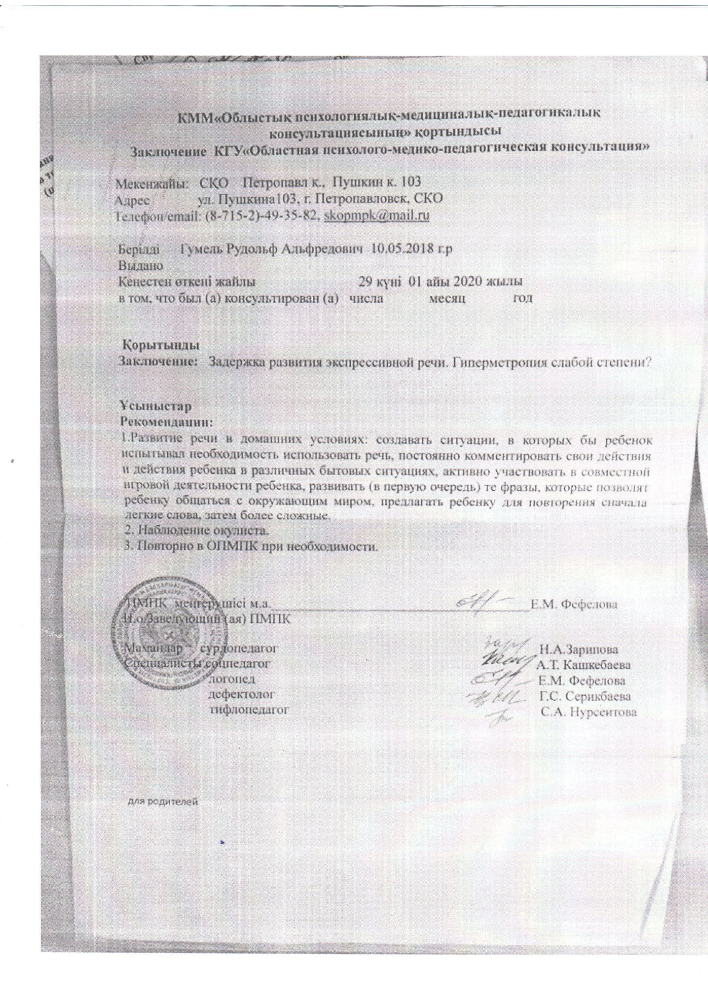 КММ«Облыстық психологиялық-медициналық-педагогикалық
консультациясының» қортындысы
Заключение КГУ«Областная психолого-медико-педагогическая консультация»
Мекенжайы: СҚО Петропавл к., Пушкин к. 103
Адрес ул. Пушкина103, г. Петропавловск, СКО
Телефон/email: (8-715-2)-49-35-82, skopmpk@mail.ru
Берілді Гумель Рудольф Альфредович 10.05.2018 г.р
Выдано
Кеңестен өткені жайлы 29 күні 01 айы 2020 жылы
в том, что был (а) консультирован (а) числа месяц год
Қорытынды
Заключение: Задержка развития экспрессивной речи. Гиперметропия слабой степени?
Ұсыныстар
Рекомендации:
1.Развитие речи в домашних условиях: создавать ситуации, в которых бы ребенок
испытывал необходимость использовать речь, постоянно комментировать свои действия
и действия ребенка в различных бытовых ситуациях, активно участвовать в совместной
игровой деятельности ребенка, развивать (в первую очередь) те фразы, которые позволят
ребенку общаться с окружающим миром, предлагать ребенку для повторения сначала
легкие слова, затем более сложные.
2. Наблюдение окулиста.
3. Повторно в ОПМПК при необходимости.
ПМПК меңгерушісі м.а. Е.М. Фефелова
И.о Заведующий (ая) ПМПК
Мамандар сурдопедагог Н.А.Зарипова
Специалисты:соцпедагог А.Т. Кашкебаева
логопед Е.М. Фефелова
дефектолог Г.С. Серикбаева
тифлопедагог С.А. Нурсеитова
для родителей